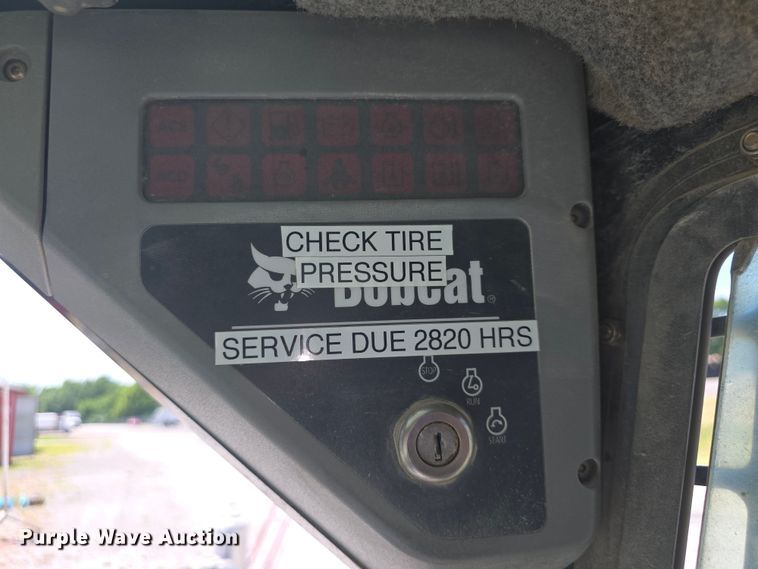 CHECK TIRE
PRESSURE
Bobcat
SERVICE DUE 2820 HRS
STOP
RUN
START
Purple Wave Auction